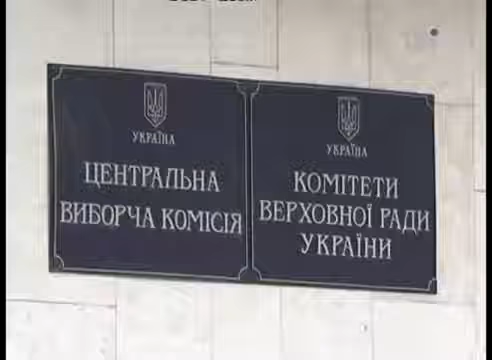 УКРАЇНА
ЦЕНТРАЛЬНА
ВИБОРЧА КОМІСІЯ
УКРАЇНА
КОМІТЕТИ
ВЕРХОВНОЇ РАДИ
УКРАЇНИ